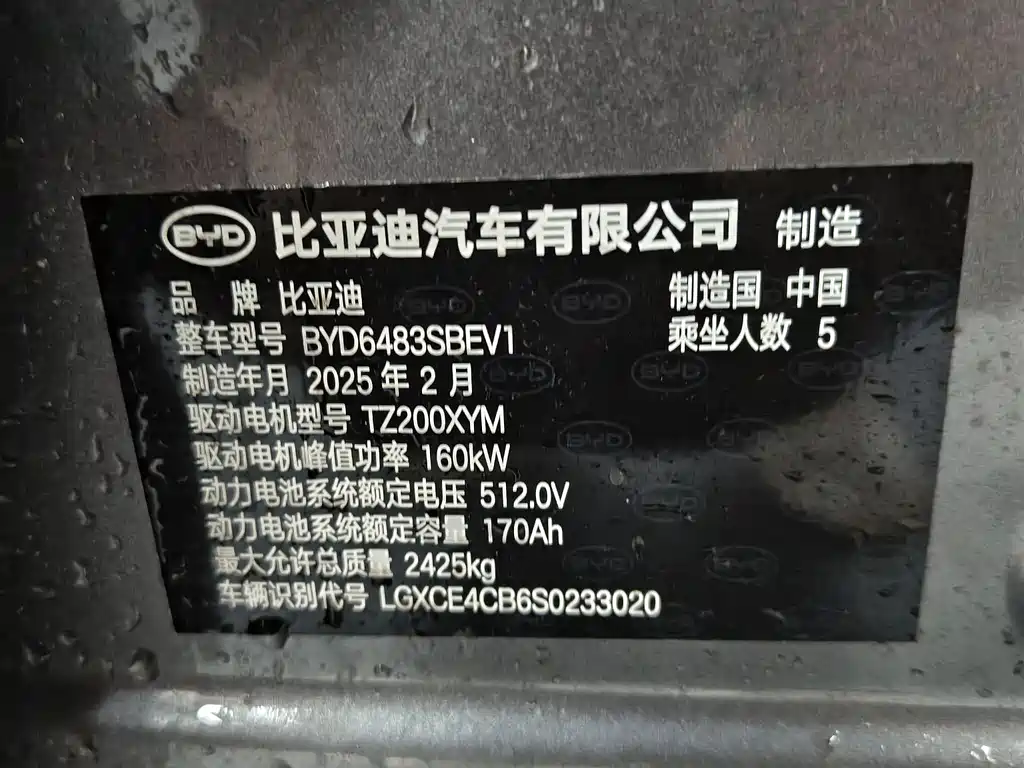 BYD 比亚迪汽车有限公司 制造
品 牌 比亚迪 制造国 中国
整车型号 BYD6483SBEV1 乘坐人数 5
制造年月 2025 年 2 月
驱动电机型号 TZ200XYM
驱动电机峰值功率 160kW
动力电池系统额定电压 512.0V
动力电池系统额定容量 170Ah
最大允许总质量 2425kg
车辆识别代号 LGXCE4CB6S0233020